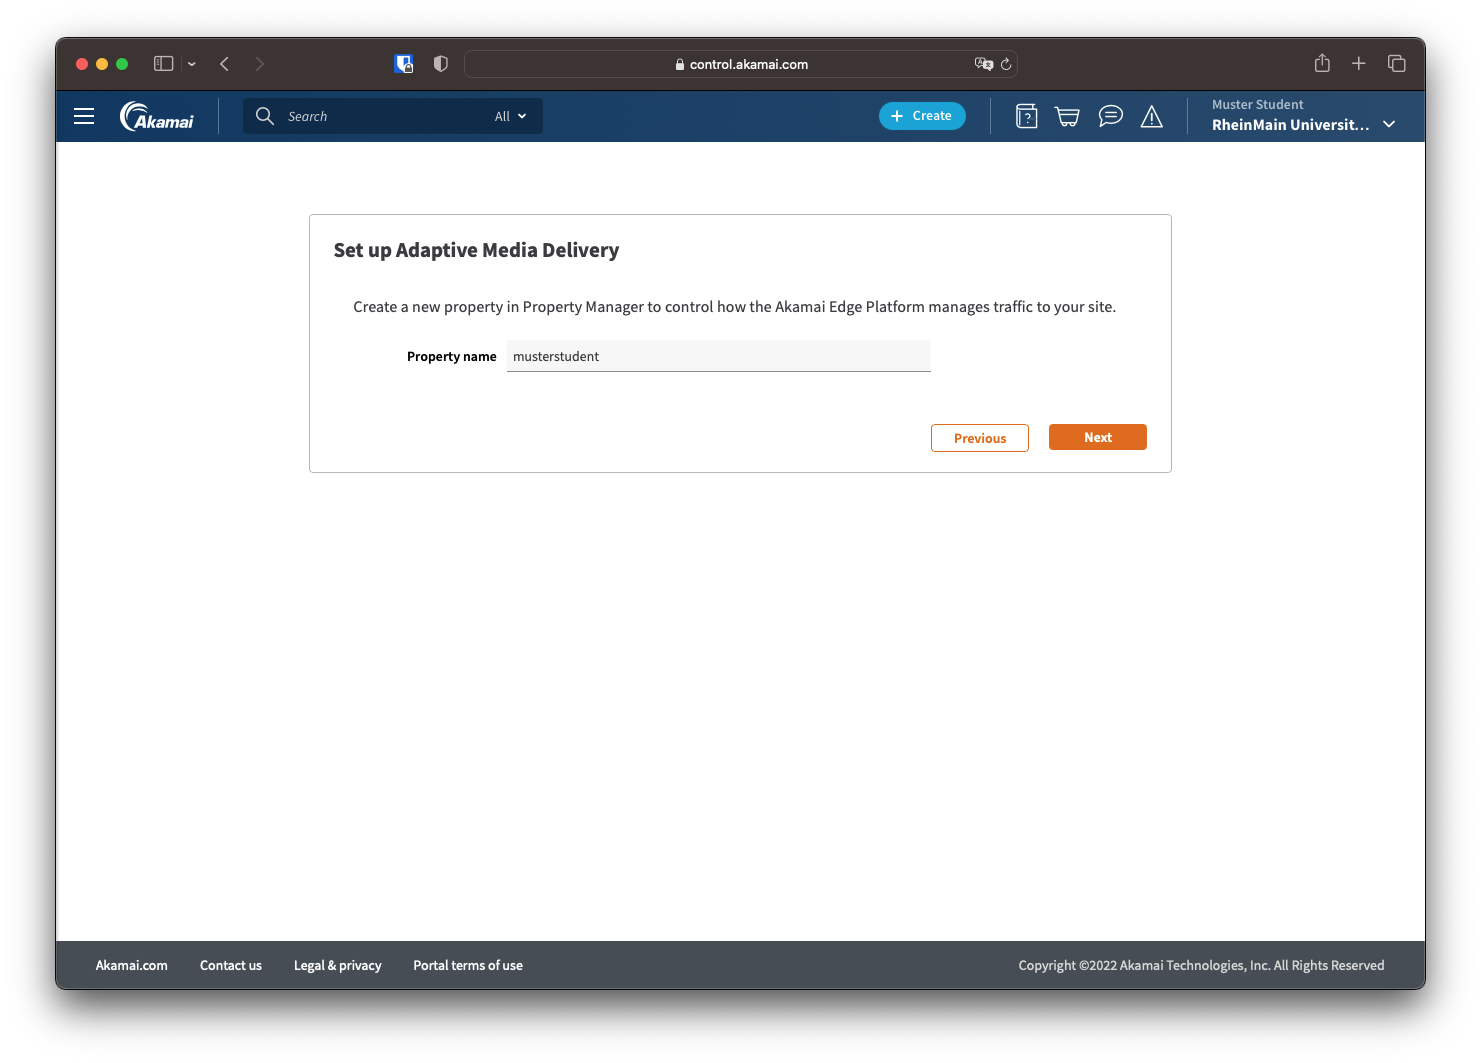 control.akamai.com
Akamai
Search
All
Create
?
Muster Student
RheinMain Universit...
Set up Adaptive Media Delivery
Create a new property in Property Manager to control how the Akamai Edge Platform manages traffic to your site.
Property name
musterstudent
Previous
Next
Akamai.com
Contact us
Legal & privacy
Portal terms of use
Copyright ©2022 Akamai Technologies, Inc. All Rights Reserved